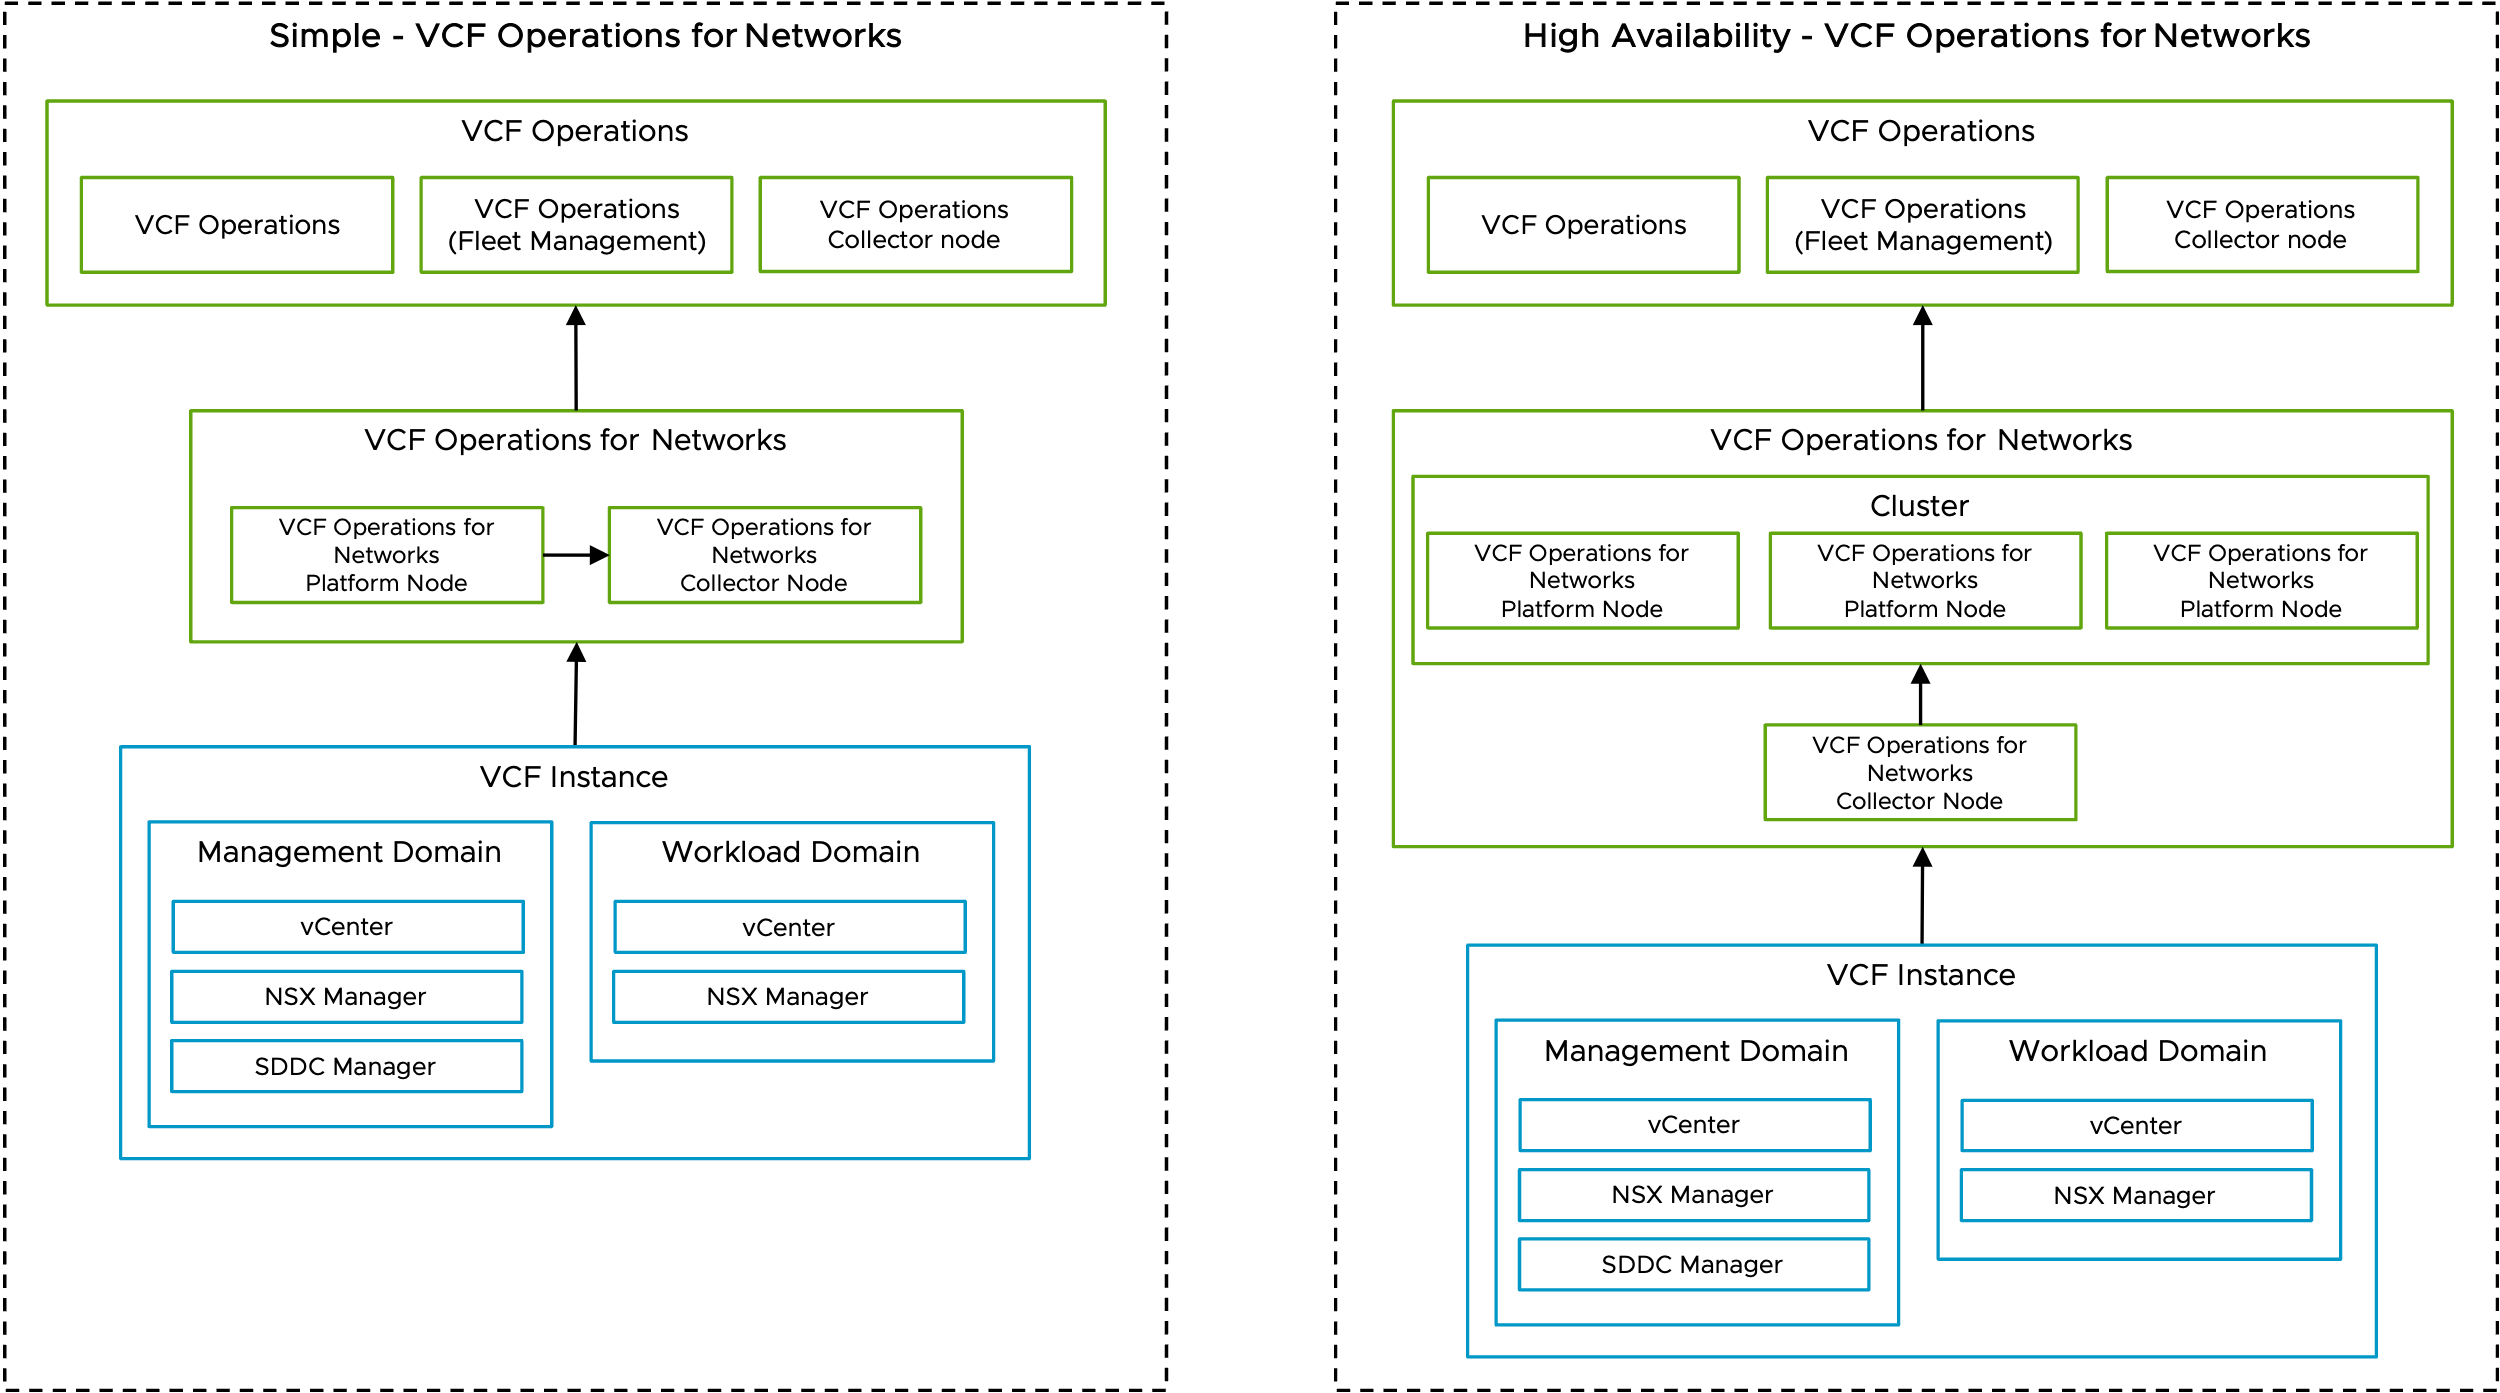 Simple - VCF Operations for Networks
VCF Operations
VCF Operations
VCF Operations
(Fleet Management)
VCF Operations
Collector node
VCF Operations for Networks
VCF Operations for
Networks
Platform Node
VCF Operations for
Networks
Collector Node
VCF Instance
Management Domain
vCenter
NSX Manager
SDDC Manager
Workload Domain
vCenter
NSX Manager
High Availability - VCF Operations for Networks
VCF Operations
VCF Operations
VCF Operations
(Fleet Management)
VCF Operations
Collector node
VCF Operations for Networks
Cluster
VCF Operations for
Networks
Platform Node
VCF Operations for
Networks
Platform Node
VCF Operations for
Networks
Platform Node
VCF Operations for
Networks
Collector Node
VCF Instance
Management Domain
vCenter
NSX Manager
SDDC Manager
Workload Domain
vCenter
NSX Manager